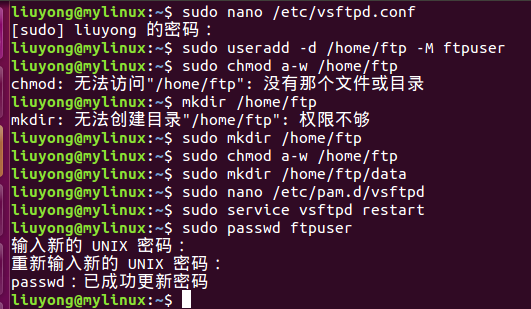 liuyong@mylinux:~$ sudo nano /etc/vsftpd.conf
[sudo] liuyong 的密码：
liuyong@mylinux:~$ sudo useradd -d /home/ftp -M ftpuser
liuyong@mylinux:~$ sudo chmod a-w /home/ftp
chmod: 无法访问"/home/ftp": 没有那个文件或目录
liuyong@mylinux:~$ mkdir /home/ftp
mkdir: 无法创建目录"/home/ftp": 权限不够
liuyong@mylinux:~$ sudo mkdir /home/ftp
liuyong@mylinux:~$ sudo chmod a-w /home/ftp
liuyong@mylinux:~$ sudo mkdir /home/ftp/data
liuyong@mylinux:~$ sudo nano /etc/pam.d/vsftpd
liuyong@mylinux:~$ sudo service vsftpd restart
liuyong@mylinux:~$ sudo passwd ftpuser
输入新的 UNIX 密码：
重新输入新的 UNIX 密码：
passwd：已成功更新密码
liuyong@mylinux:~$